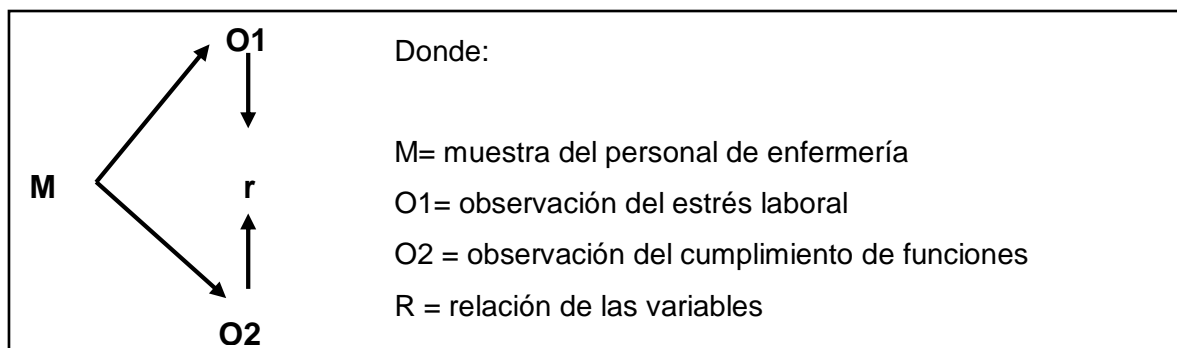 O1
M
r
O2
Donde:
M= muestra del personal de enfermería
O1= observación del estrés laboral
O2 = observación del cumplimiento de funciones
R = relación de las variables